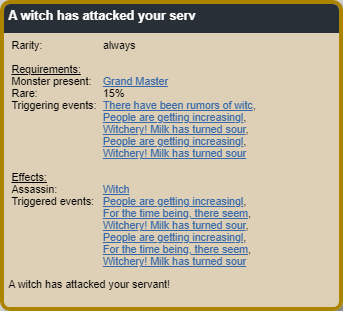 A witch has attacked your serv
Rarity: always
Requirements:
Monster present: Grand Master
Rare: 15%
Triggering events: There have been rumors of witc,
People are getting increasingl,
Witchery! Milk has turned sour,
People are getting increasingl,
Witchery! Milk has turned sour
Effects:
Assassin: Witch
Triggered events: People are getting increasingl,
For the time being, there seem,
Witchery! Milk has turned sour,
People are getting increasingl,
For the time being, there seem,
Witchery! Milk has turned sour
A witch has attacked your servant!